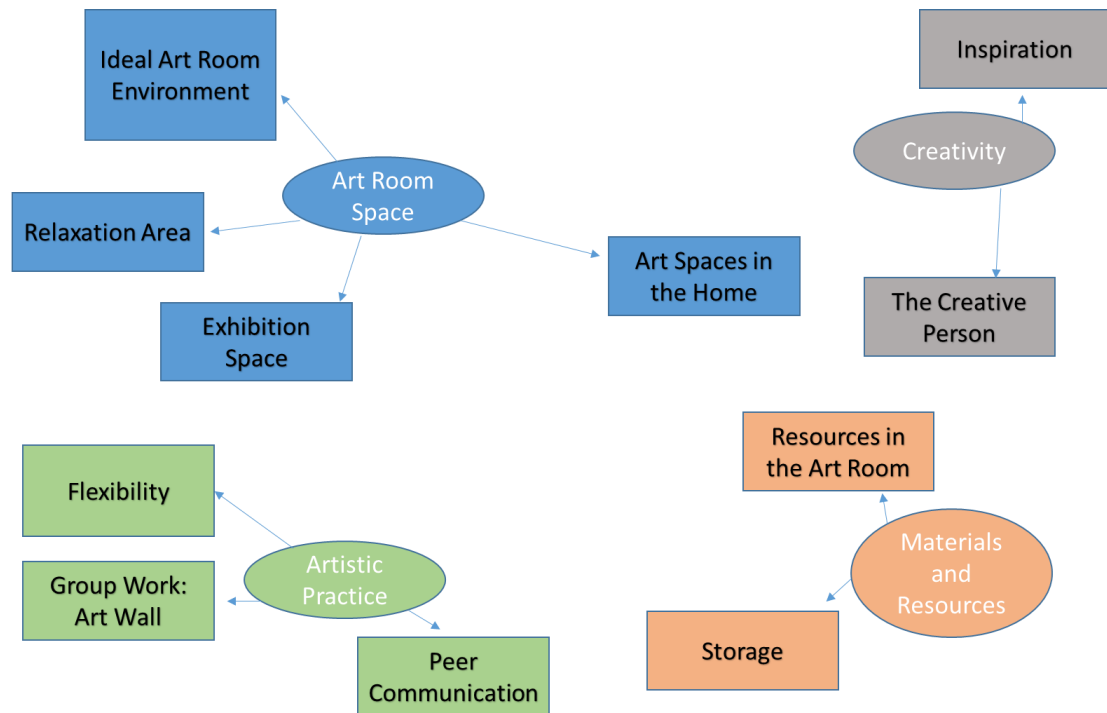 Ideal Art Room
Environment
Art Room
Space
Relaxation Area
Exhibition
Space
Art Spaces in
the Home
Inspiration
Creativity
The Creative
Person
Flexibility
Artistic
Practice
Group Work:
Art Wall
Peer
Communication
Resources in
the Art Room
Materials
and
Resources
Storage